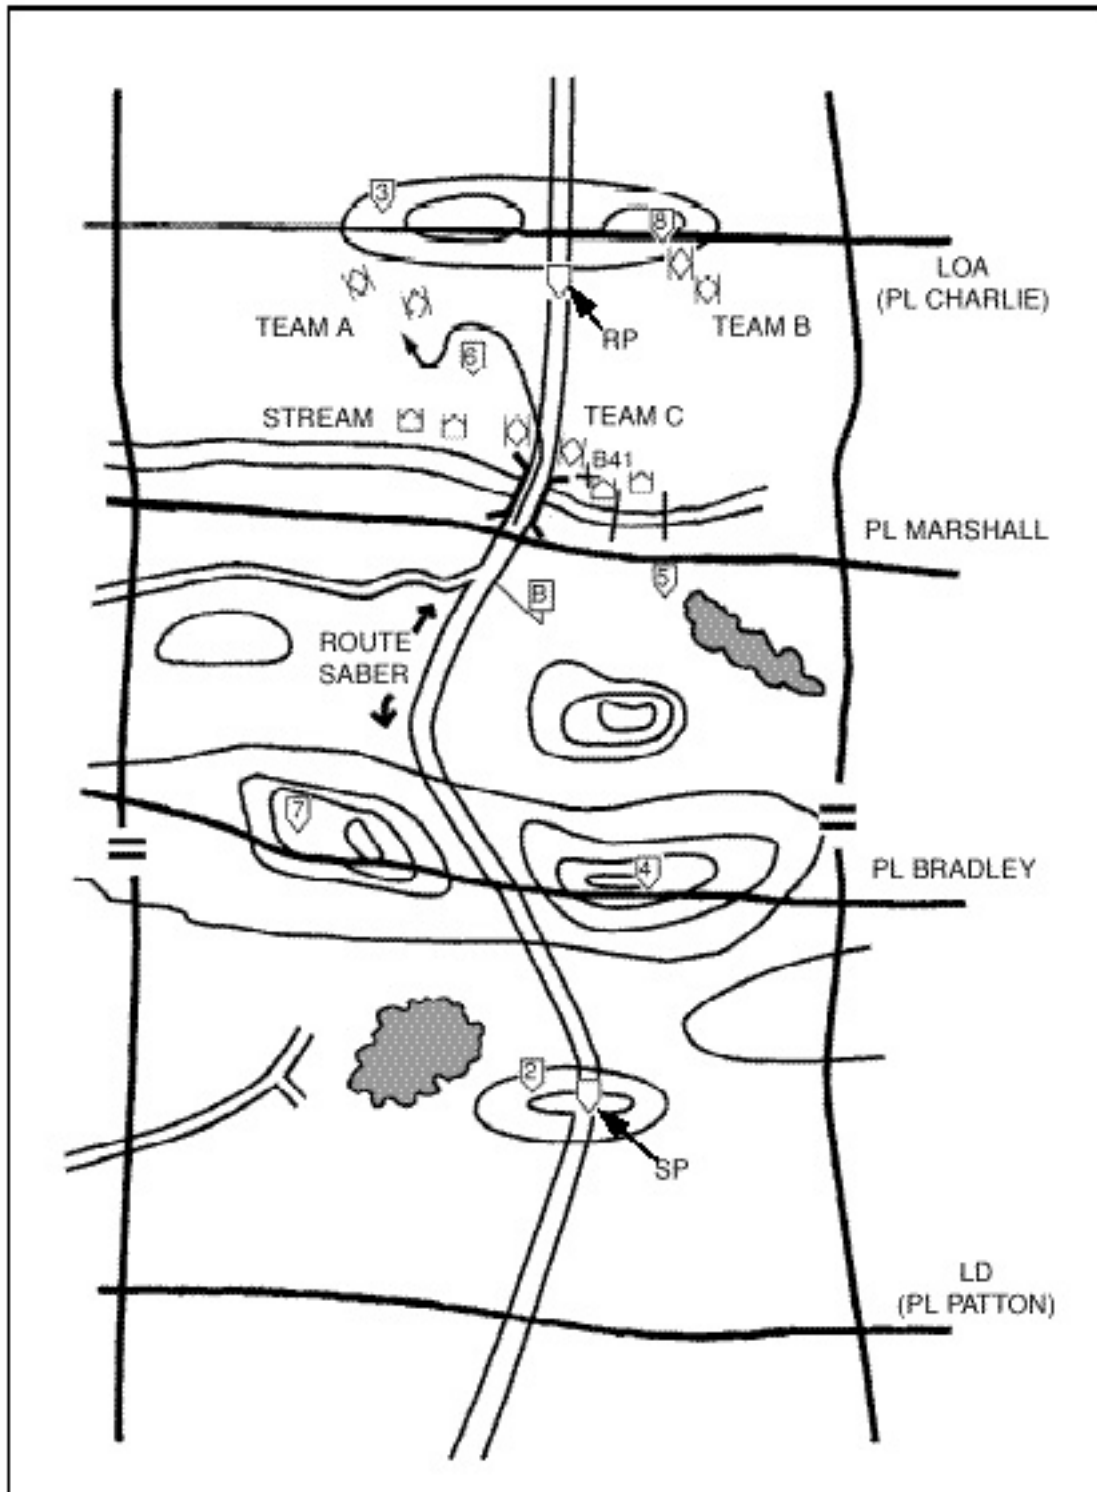 3
8
LOA
(PL CHARLIE)
TEAM A
RP
TEAM B
6
STREAM
TEAM C
B41
PL MARSHALL
5
B
ROUTE
SABER
7
4
PL BRADLEY
2
SP
LD
(PL PATTON)